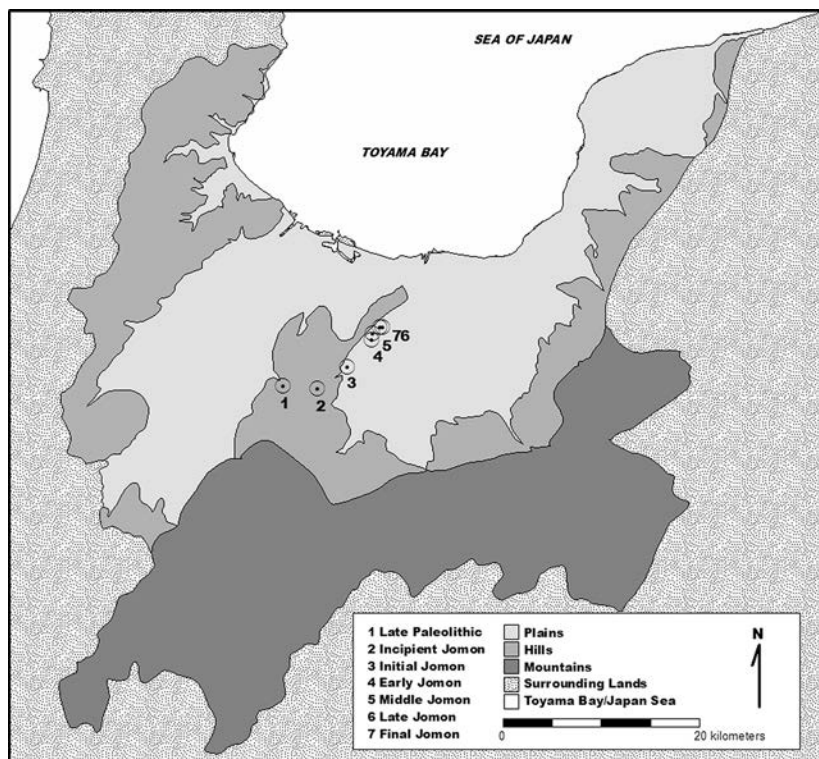 SEA OF JAPAN
TOYAMA BAY
76
5
4
3
1
2
1 Late Paleolithic
2 Incipient Jomon
3 Initial Jomon
4 Early Jomon
5 Middle Jomon
6 Late Jomon
7 Final Jomon
Plains
Hills
Mountains
Surrounding Lands
Toyama Bay/Japan Sea
N
0
20 kilometers